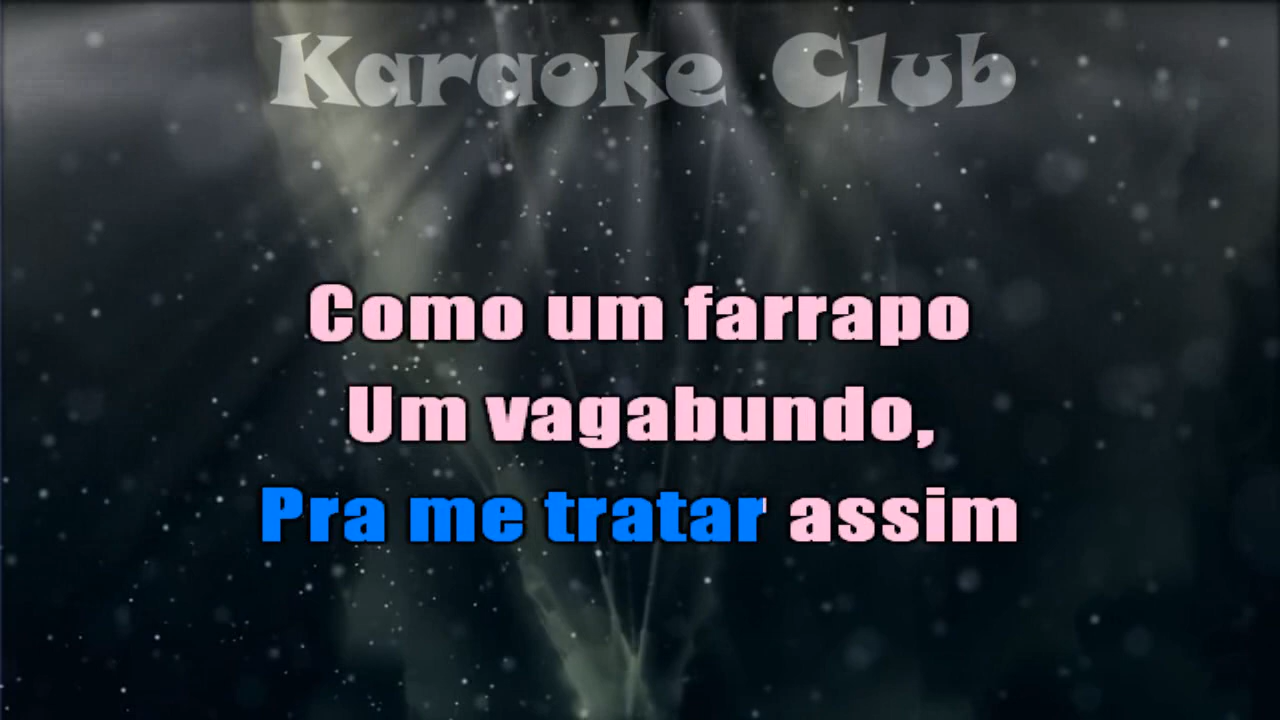 Karaoke Club
Como um farrapo
Um vagabundo,
Pra me tratar assim